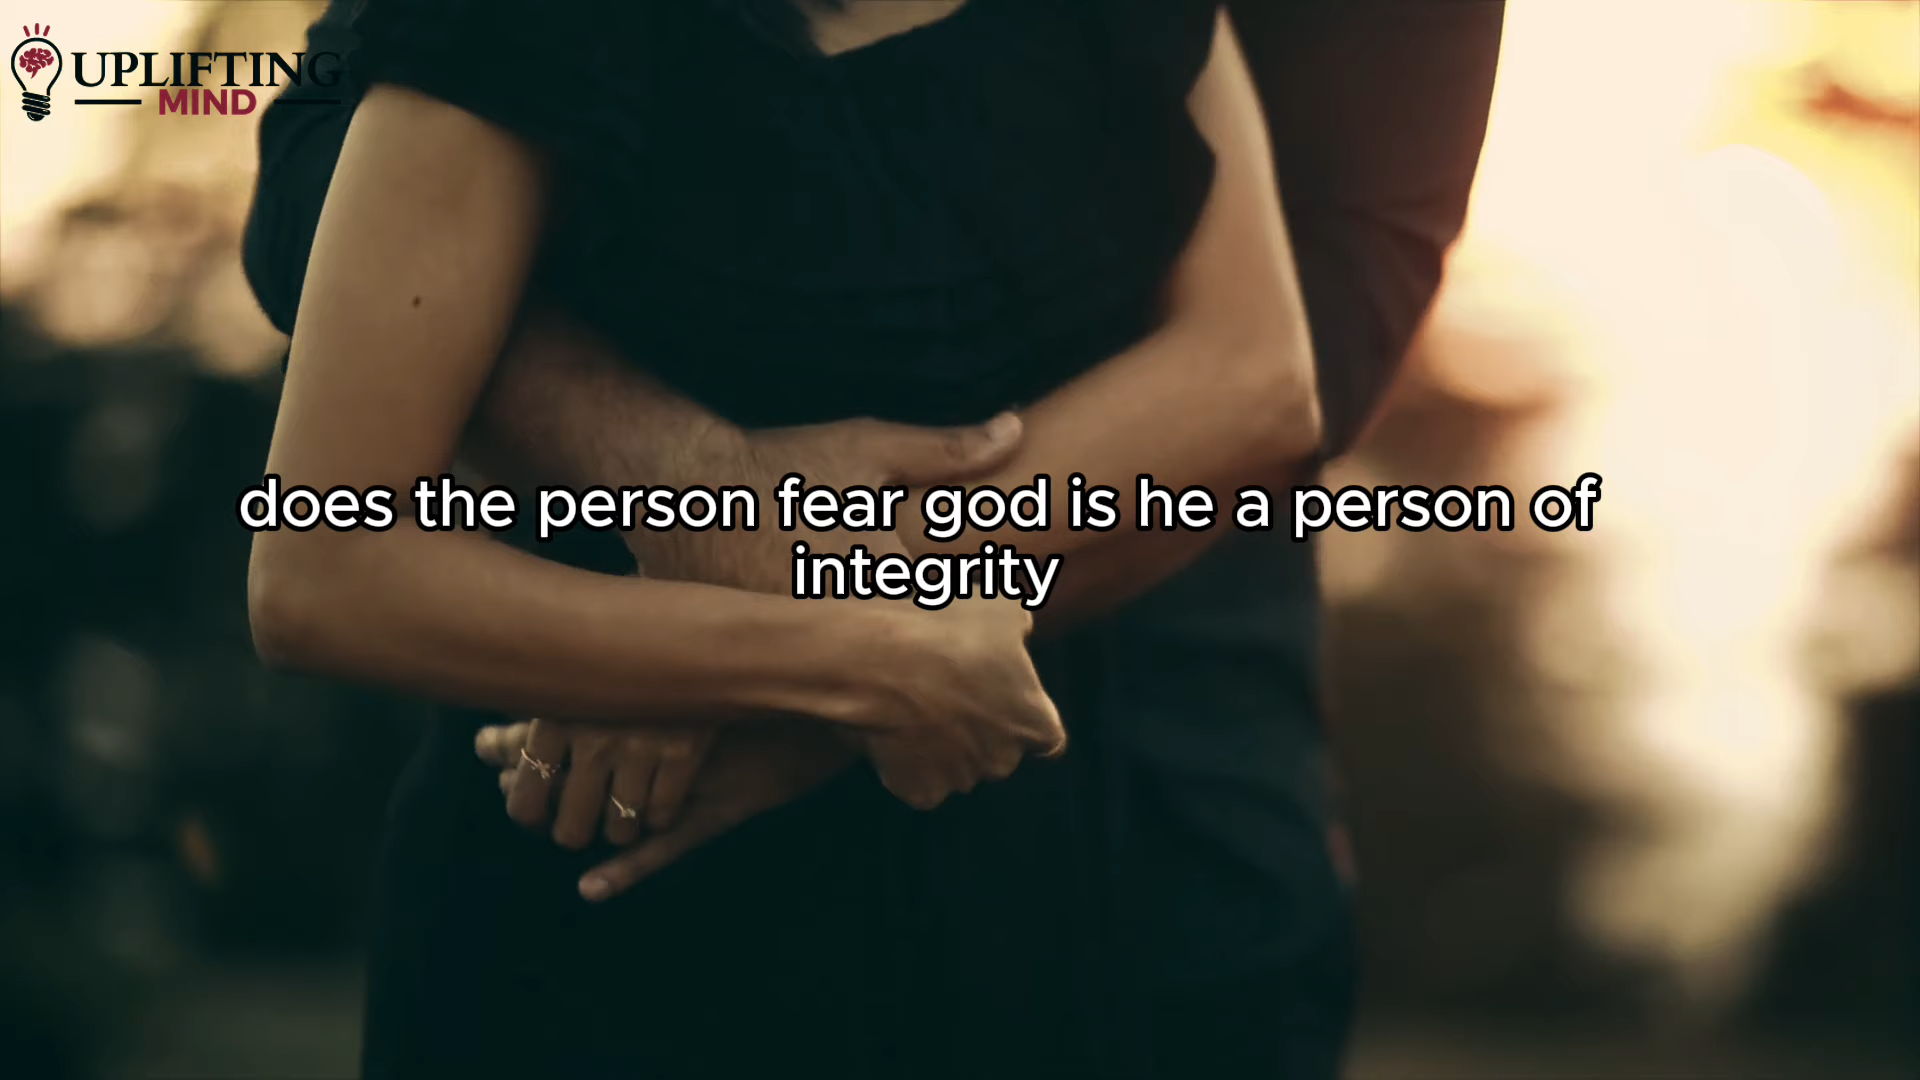 UPLIFTING
MIND
does the person fear god is he a person of
integrity